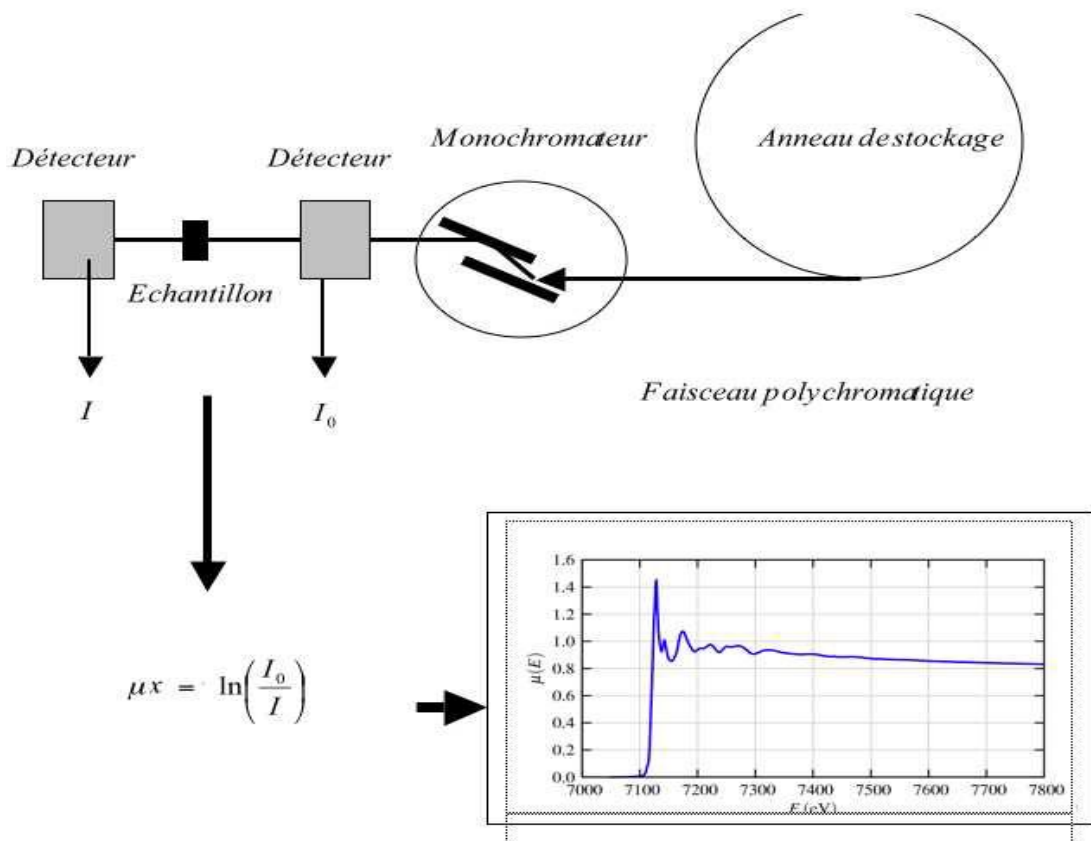 Monochromateur
Anneau de stockage
Détecteur
Détecteur
Echantillon
I
I0
Faisceau polychromatique
μx = ln(I0/I)
μ(E)
1.6
1.4
1.2
1.0
0.8
0.6
0.4
0.2
0.0
7000 7100 7200 7300 7400 7500 7600 7700 7800
E (eV)